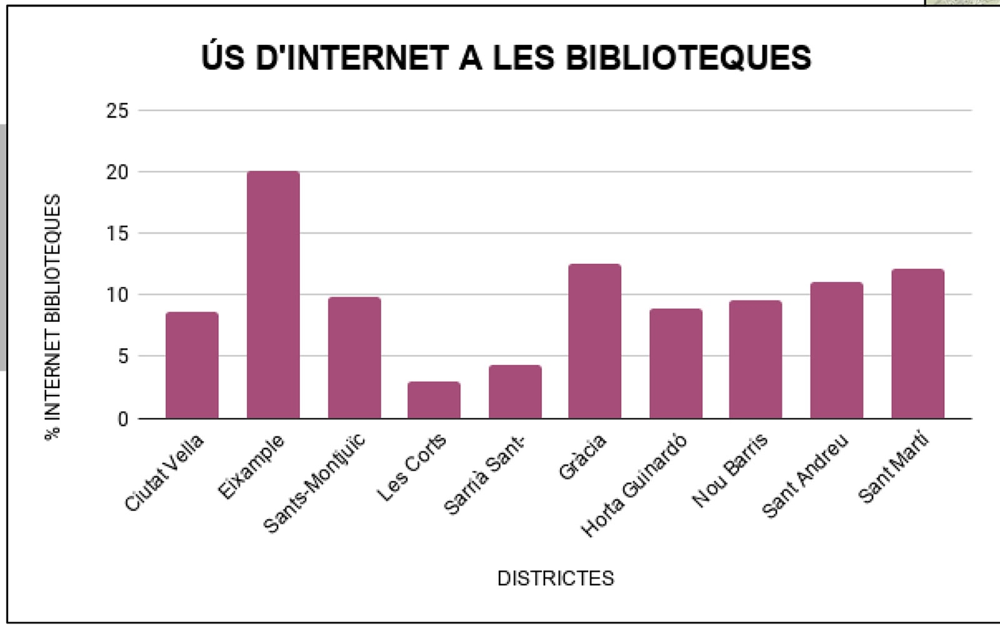 ÚS D'INTERNET A LES BIBLIOTEQUES
% INTERNET BIBLIOTEQUES
25
20
15
10
5
0
Ciutat Vella
Eixample
Sants-Montjuïc
Les Corts
Sarrià Sant-
Gràcia
Horta Guinardó
Nou Barris
Sant Andreu
Sant Martí
DISTRICTES